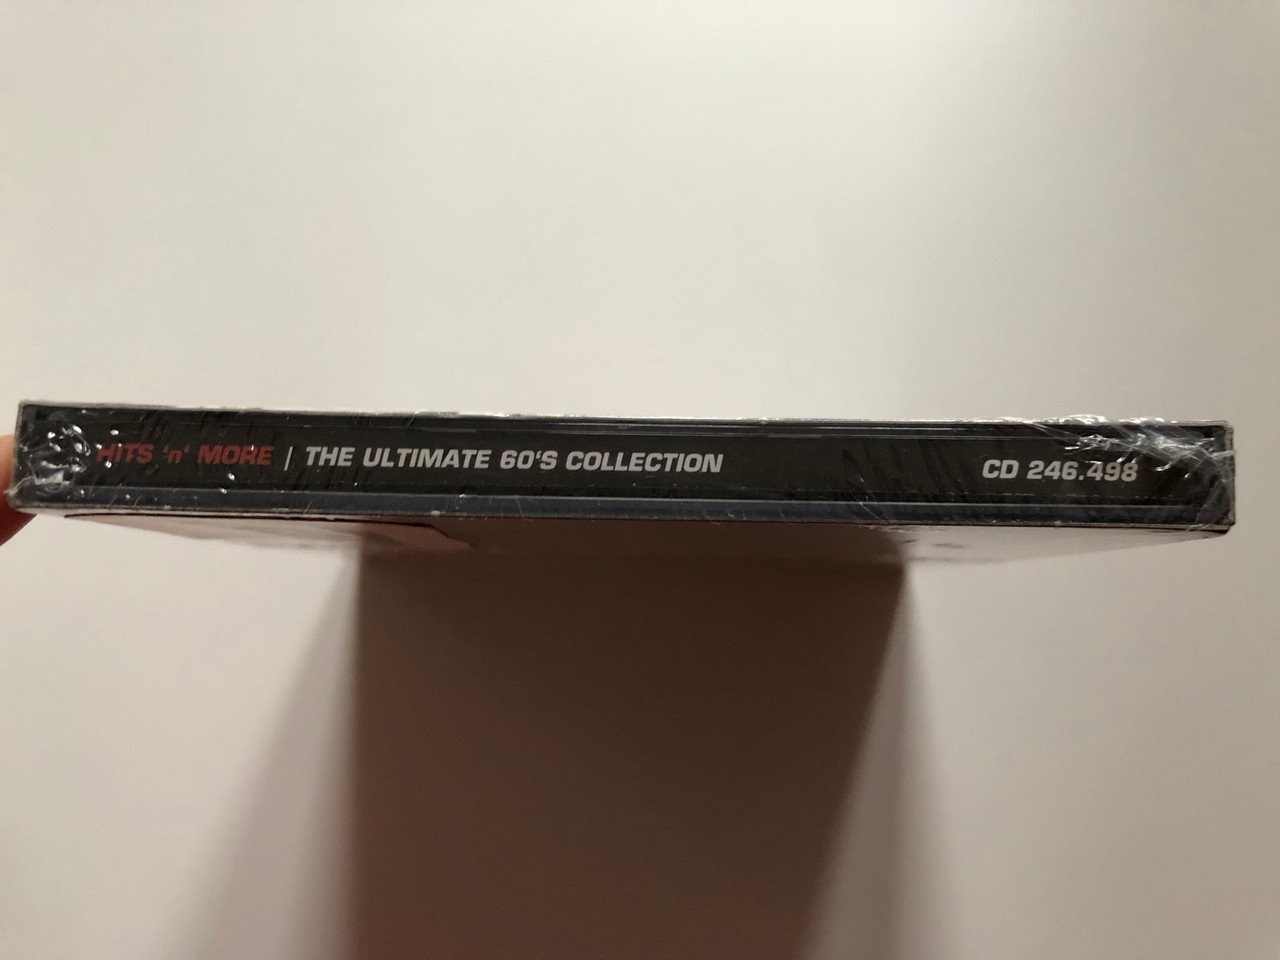 HITS 'n' MORE | THE ULTIMATE 60'S COLLECTION CD 246.498